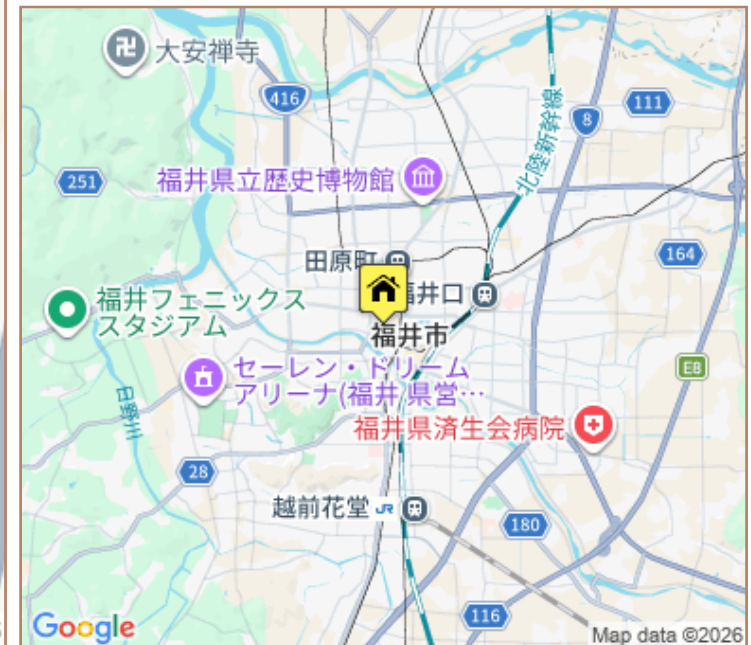 大安禅寺
416
111
8
北陸新幹線
251
福井県立歴史博物館
164
田原町
福井口
福井フェニックス
スタジアム
福井市
セーレン・ドリーム
アリーナ(福井県営…
E8
日野川
福井県済生会病院
28
越前花堂
JR
180
116
Google
Map data ©2026